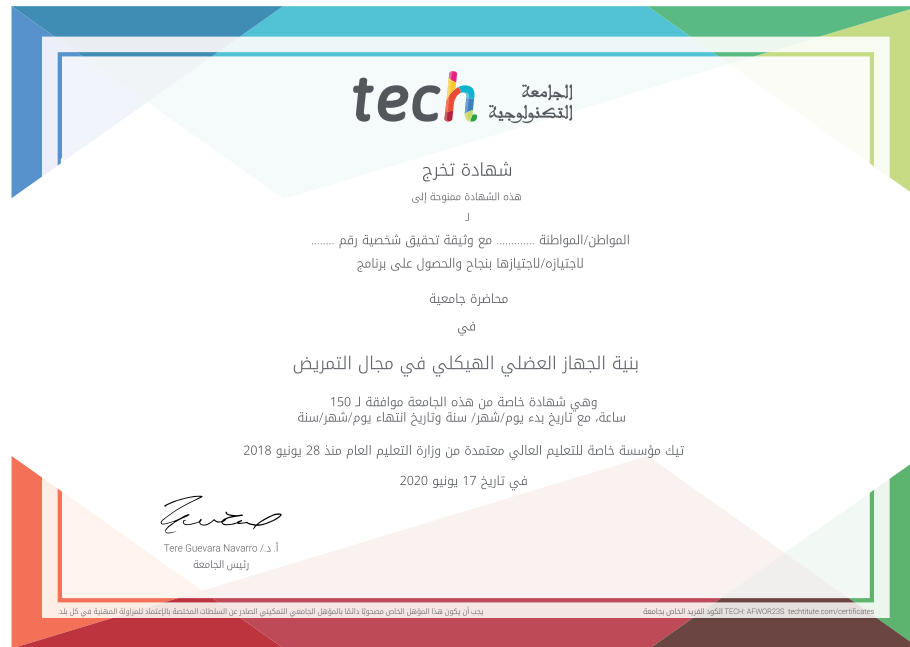 tech الجامعة
التكنولوجية
شهادة تخرج
هذه الشهادة ممنوحة إلى
لـ
المواطن/المواطنة ............. مع وثيقة تحقيق شخصية رقم ........
لاجتيازه/لاجتيازها بنجاح والحصول على برنامج
محاضرة جامعية
في
بنية الجهاز العضلي الهيكلي في مجال التمريض
وهي شهادة خاصة من هذه الجامعة موافقة لـ 150
ساعة، مع تاريخ بدء يوم/شهر/ سنة وتاريخ انتهاء يوم/شهر/سنة
تيك مؤسسة خاصة للتعليم العالي معتمدة من وزارة التعليم العام منذ 28 يونيو 2018
في تاريخ 17 يونيو 2020
أ. د./ Tere Guevara Navarro
رئيس الجامعة
يجب أن يكون هذا المؤهل الخاص مصحوبًا دائمًا بالمؤهل الجامعي التمكيني الصادر عن السلطات المختصة بالإعتماد للمزاولة المهنية في كل بلد.
الكود الفريد الخاص بجامعة TECH: AFWOR23S techtitute.com/certificates